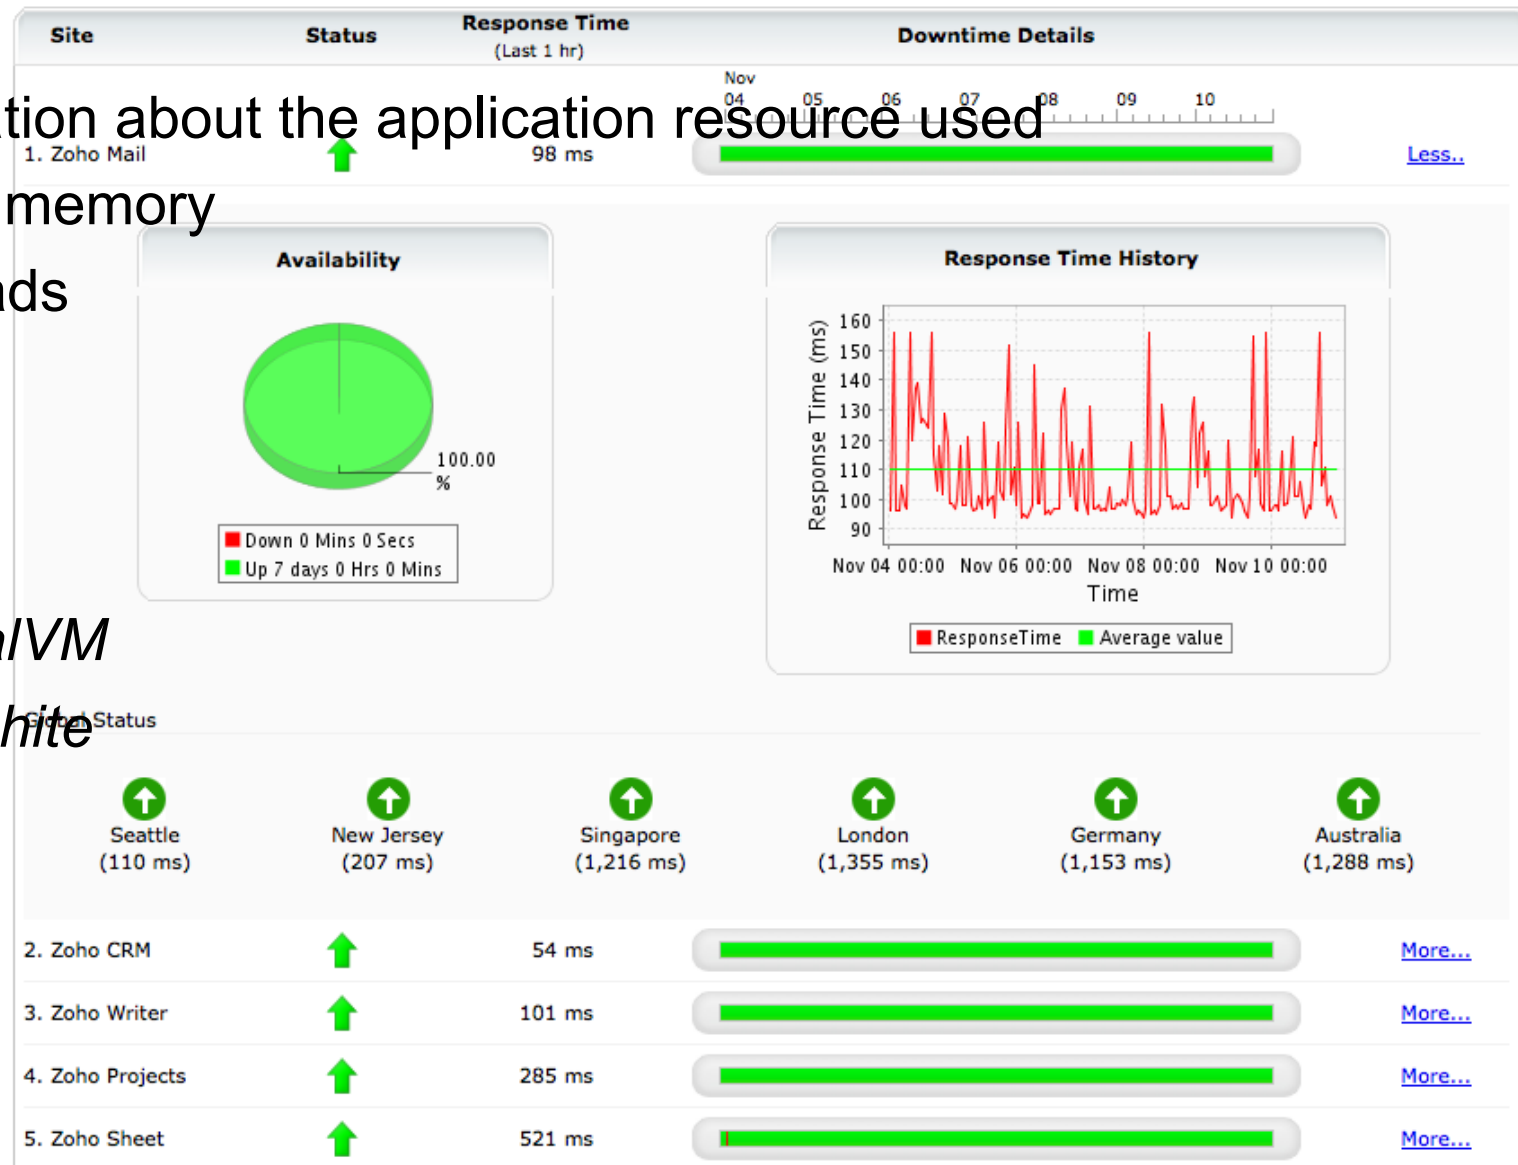 Site Status Response Time Downtime Details
(Last 1 hr)
Nov
04 05 06 07 08 09 10
about the application resource used
1. Zoho Mail 98 ms Less..
memory
Availability Response Time History
100.00
%
Down 0 Mins 0 Secs
Up 7 days 0 Hrs 0 Mins
Response Time (ms)
160
150
140
130
120
110
100
90
Nov 04 00:00 Nov 06 00:00 Nov 08 00:00 Nov 10 00:00
Time
ResponseTime Average value
Global Status
Seattle New Jersey Singapore London Germany Australia
(110 ms) (207 ms) (1,216 ms) (1,355 ms) (1,153 ms) (1,288 ms)
2. Zoho CRM 54 ms More...
3. Zoho Writer 101 ms More...
4. Zoho Projects 285 ms More...
5. Zoho Sheet 521 ms More...